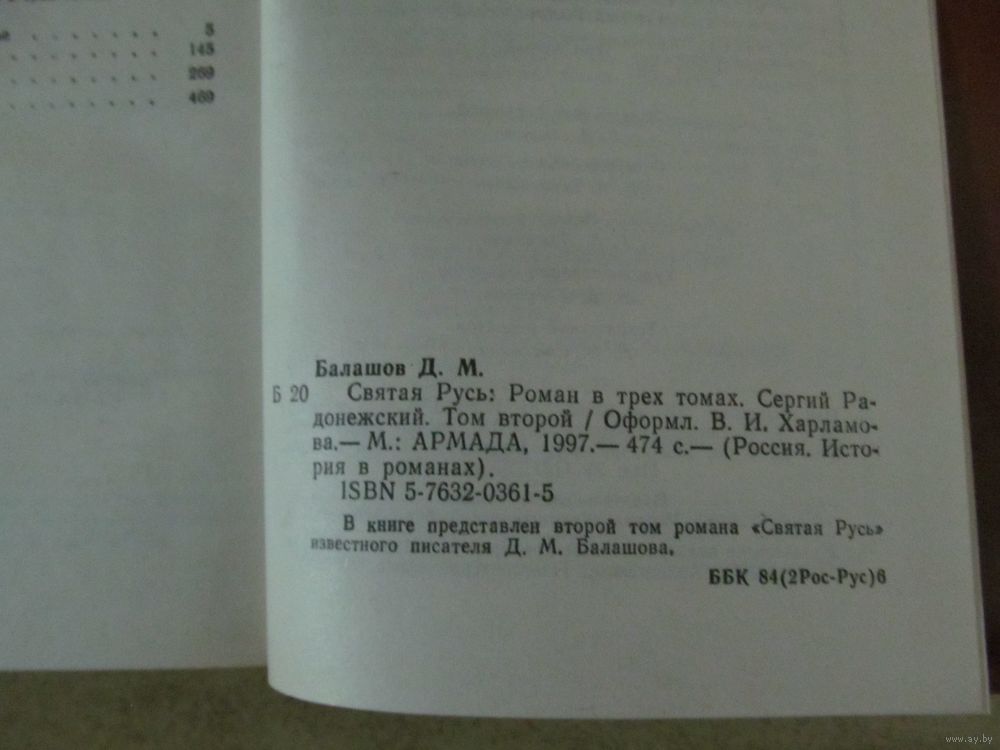 5
145
269
469
Балашов Д. М.
Б 20 Святая Русь: Роман в трех томах. Сергий Ра-
донежский. Том второй / Оформл. В. И. Харламо-
ва.— М.: АРМАДА, 1997.— 474 с.— (Россия. Исто-
рия в романах).
ISBN 5-7632-0361-5
В книге представлен второй том романа «Святая Русь»
известного писателя Д. М. Балашова.
ББК 84(2Рос-Рус)6
www.ay.by